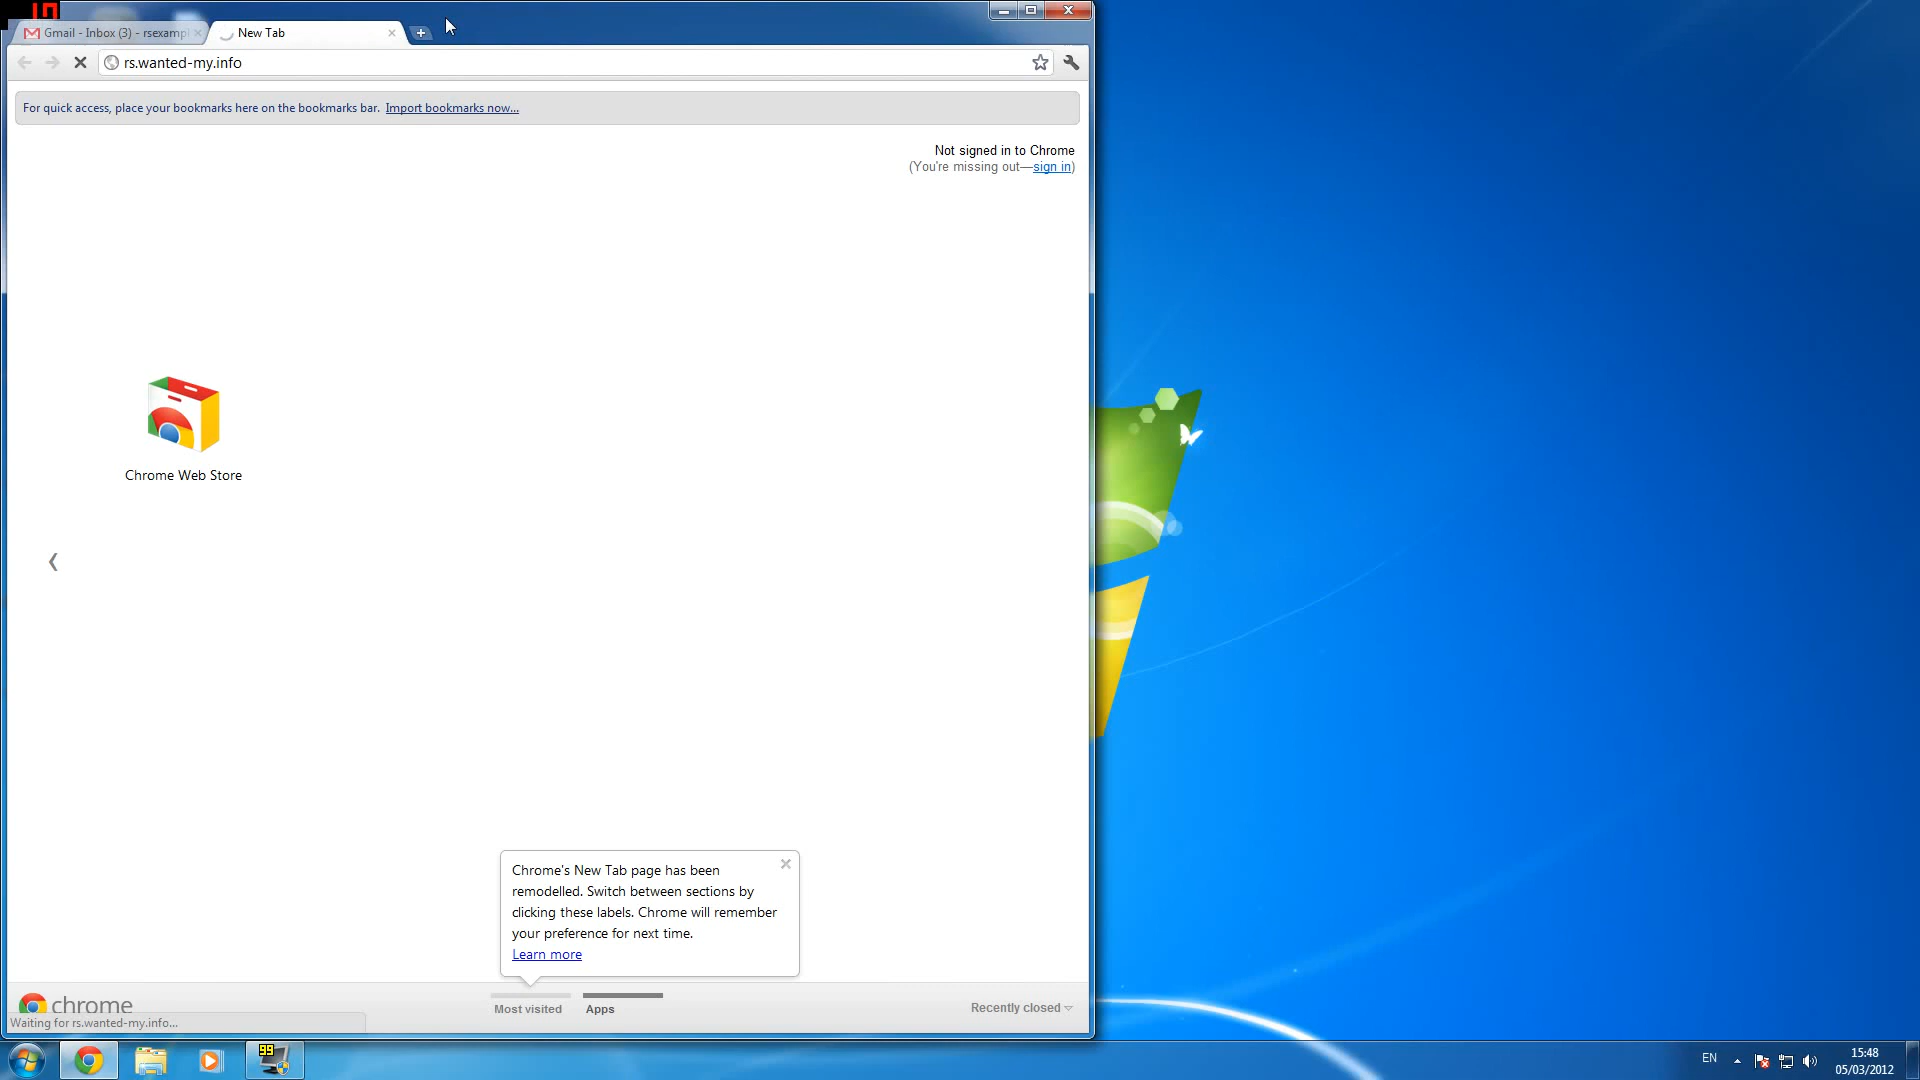 Gmail - Inbox (3) - rsexampl
New Tab
rs.wanted-my.info
For quick access, place your bookmarks here on the bookmarks bar. Import bookmarks now...
Not signed in to Chrome
(You're missing out—sign in)
Chrome Web Store
Chrome's New Tab page has been
remodelled. Switch between sections by
clicking these labels. Chrome will remember
your preference for next time.
Learn more
chrome
Most visited
Apps
Recently closed
Waiting for rs.wanted-my.info...
99
EN
15:48
05/03/2012